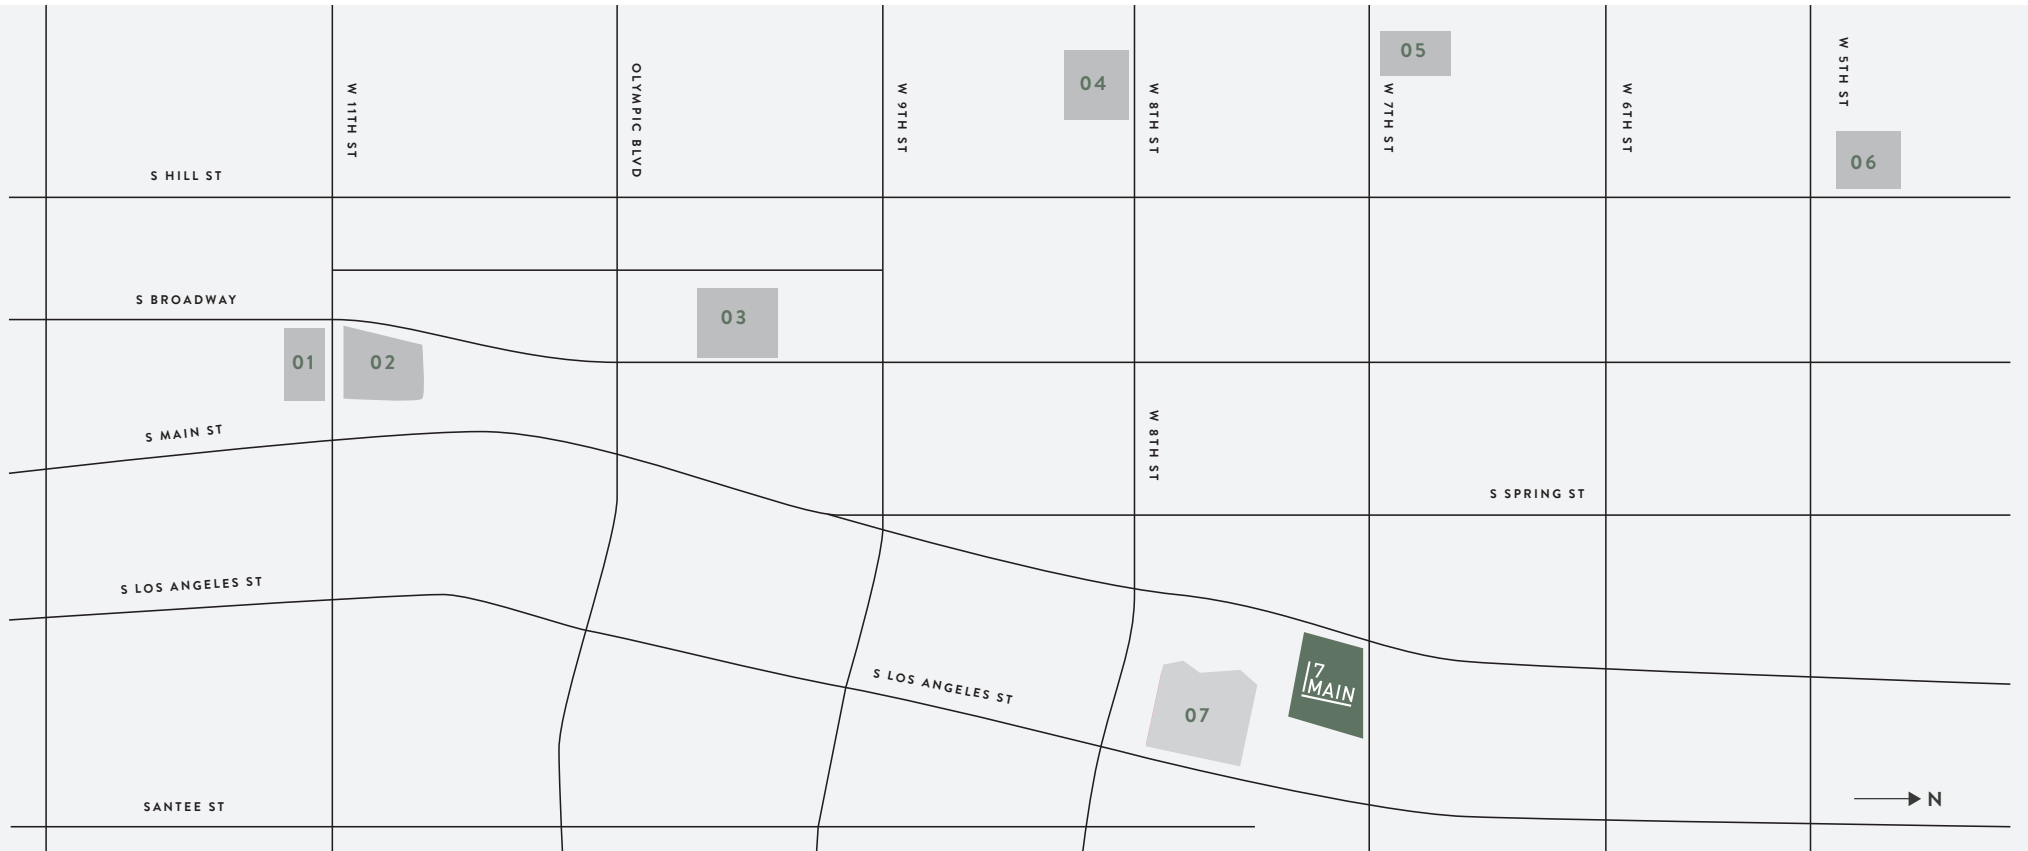 W 5TH ST
05
04
W 11TH ST
OLYMPIC BLVD
W 9TH ST
W 8TH ST
W 7TH ST
W 6TH ST
06
S HILL ST
S BROADWAY
03
01
02
S MAIN ST
W 8TH ST
S SPRING ST
S LOS ANGELES ST
S LOS ANGELES ST
7
MAIN
07
SANTEE ST
N